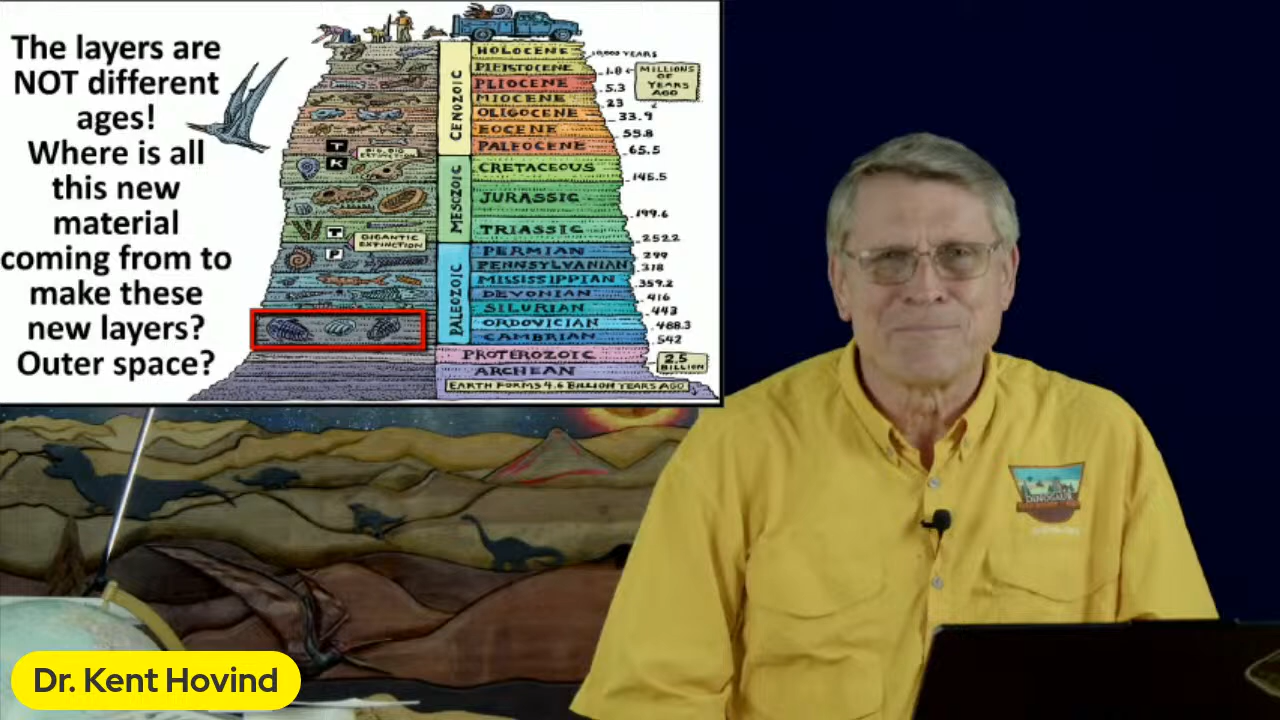 The layers are
NOT different
ages!
Where is all
this new
material
coming from to
make these
new layers?
Outer space?
CENOZOIC
MESOZOIC
PALEOZOIC
HOLOCENE
PLEISTOCENE
PLIOCENE
MIOCENE
OLIGOCENE
EOCENE
PALEOCENE
CRETACEOUS
JURASSIC
TRIASSIC
PERMIAN
PENNSYLVANIAN
MISSISSIPPIAN
DEVONIAN
SILURIAN
ORDOVICIAN
CAMBRIAN
PROTEROZOIC
ARCHEAN
EARTH FORMS 4.6 BILLION YEARS AGO
10,000 YEARS
1.8
MILLIONS
OF
YEARS
AGO
5.3
23
33.9
55.8
65.5
145.5
199.6
252.2
299
318
359.2
416
443
488.3
542
2.5
BILLION
T
K
BIG, BIG
EXTINCTION
T
P
GIGANTIC
EXTINCTION
DINOSAUR
Dr. Kent Hovind